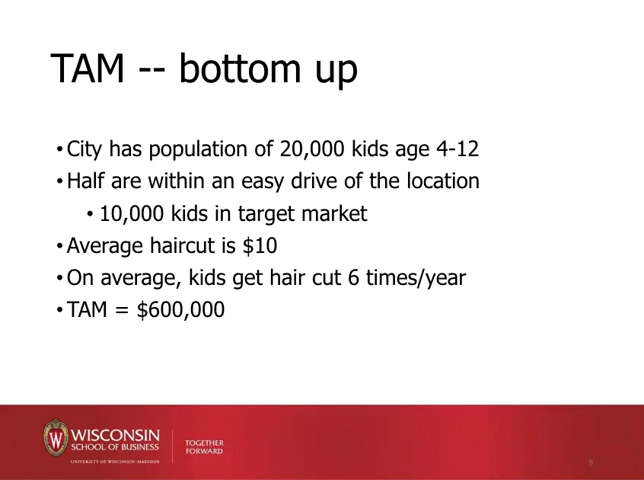 TAM -- bottom up
• City has population of 20,000 kids age 4-12
• Half are within an easy drive of the location
• 10,000 kids in target market
• Average haircut is $10
• On average, kids get hair cut 6 times/year
• TAM = $600,000
W
WISCONSIN
SCHOOL OF BUSINESS
UNIVERSITY OF WISCONSIN–MADISON
TOGETHER
FORWARD
5